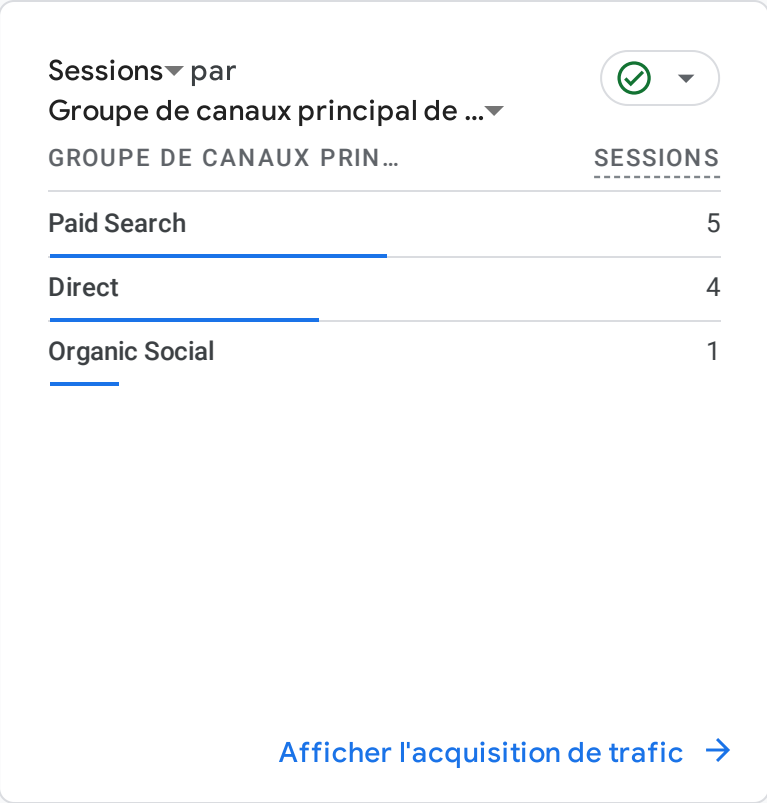 Sessions par
Groupe de canaux principal de ...
GROUPE DE CANAUX PRIN... SESSIONS
Paid Search 5
Direct 4
Organic Social 1
Afficher l'acquisition de trafic